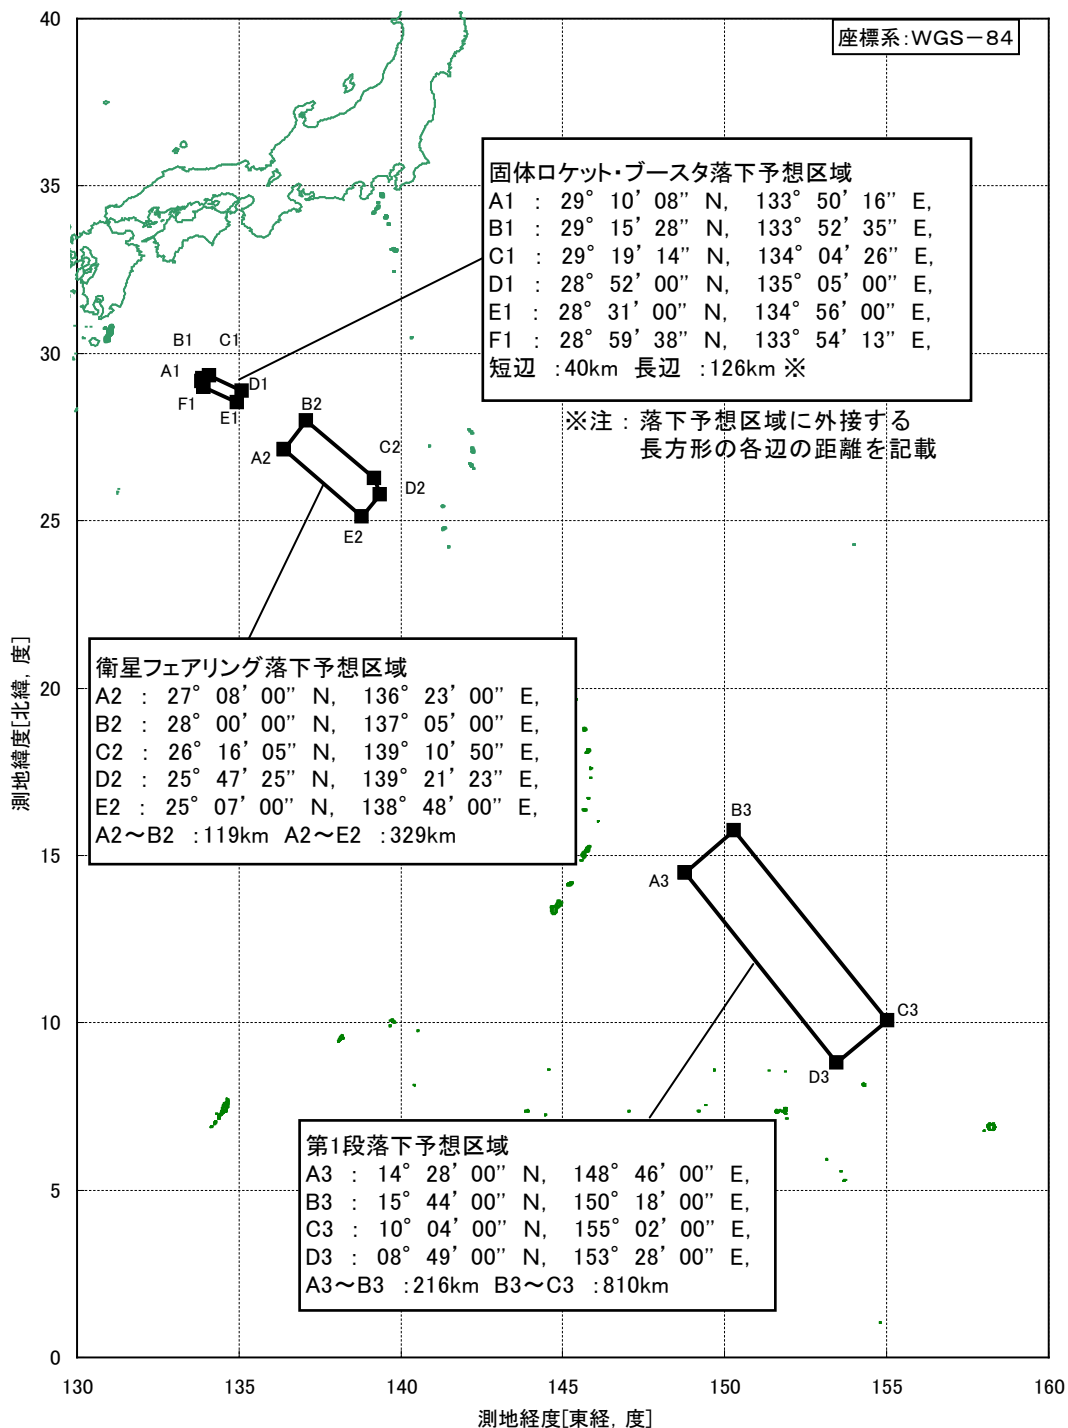 座標系:WGS－84
固体ロケット・ブースタ落下予想区域
A1 : 29° 10’ 08” N, 133° 50’ 16” E,
B1 : 29° 15’ 28” N, 133° 52’ 35” E,
C1 : 29° 19’ 14” N, 134° 04’ 26” E,
D1 : 28° 52’ 00” N, 135° 05’ 00” E,
E1 : 28° 31’ 00” N, 134° 56’ 00” E,
F1 : 28° 59’ 38” N, 133° 54’ 13” E,
短辺 :40km 長辺 :126km ※
※注 : 落下予想区域に外接する
長方形の各辺の距離を記載
B1 C1
A1
D1
F1
E1
B2
C2
A2
D2
E2
衛星フェアリング落下予想区域
A2 : 27° 08’ 00” N, 136° 23’ 00” E,
B2 : 28° 00’ 00” N, 137° 05’ 00” E,
C2 : 26° 16’ 05” N, 139° 10’ 50” E,
D2 : 25° 47’ 25” N, 139° 21’ 23” E,
E2 : 25° 07’ 00” N, 138° 48’ 00” E,
A2～B2 :119km A2～E2 :329km
B3
A3
C3
D3
第1段落下予想区域
A3 : 14° 28’ 00” N, 148° 46’ 00” E,
B3 : 15° 44’ 00” N, 150° 18’ 00” E,
C3 : 10° 04’ 00” N, 155° 02’ 00” E,
D3 : 08° 49’ 00” N, 153° 28’ 00” E,
A3～B3 :216km B3～C3 :810km
測地緯度[北緯, 度]
40
35
30
25
20
15
10
5
0
130 135 140 145 150 155 160
測地経度[東経, 度]